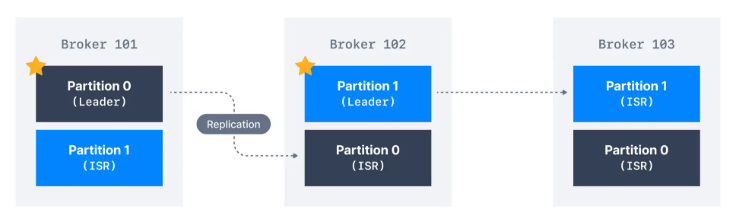 Broker 101
Partition 0
(Leader)
Partition 1
(ISR)
Replication
Broker 102
Partition 1
(Leader)
Partition 0
(ISR)
Broker 103
Partition 1
(ISR)
Partition 0
(ISR)